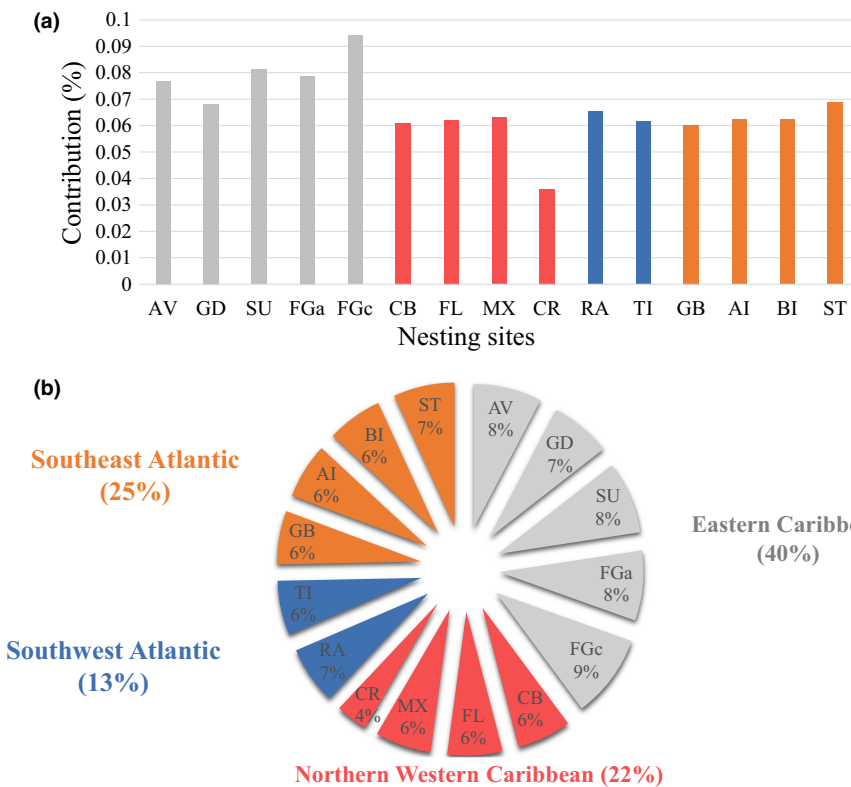 (a)
Contribution (%)
0.1
0.09
0.08
0.07
0.06
0.05
0.04
0.03
0.02
0.01
0
AV GD SU FGa FGc CB FL MX CR RA TI GB AI BI ST
Nesting sites
(b)
Southeast Atlantic
(25%)
Southwest Atlantic
(13%)
Eastern Caribbe
(40%)
Northern Western Caribbean (22%)
AV
8%
GD
7%
SU
8%
FGa
8%
FGc
9%
CB
6%
FL
6%
MX
6%
CR
4%
RA
7%
TI
6%
GB
6%
AI
6%
BI
6%
ST
7%